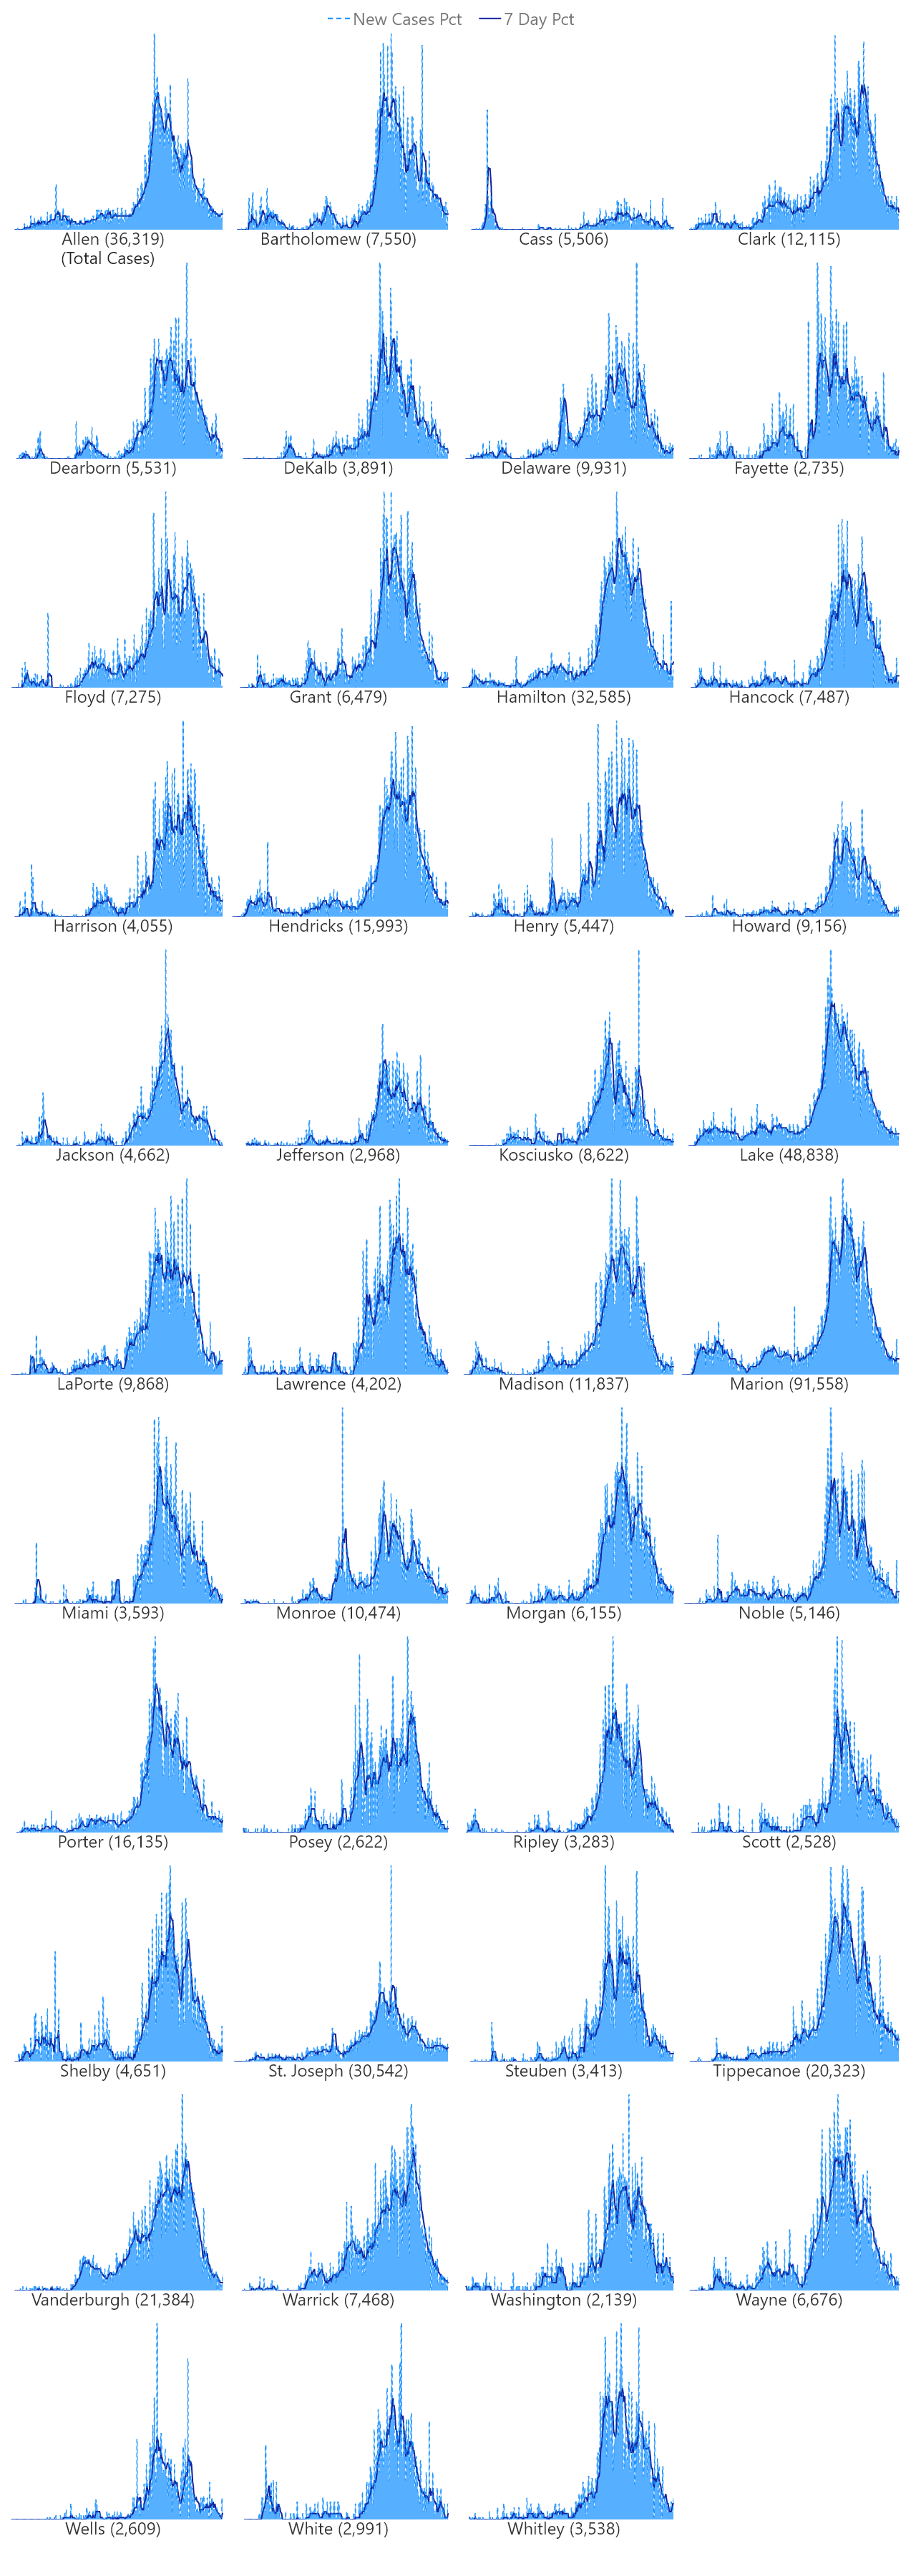 New Cases Pct 7 Day Pct
Allen (36,319) Bartholomew (7,550) Cass (5,506) Clark (12,115)
(Total Cases)
Dearborn (5,531) DeKalb (3,891) Delaware (9,931) Fayette (2,735)
Floyd (7,275) Grant (6,479) Hamilton (32,585) Hancock (7,487)
Harrison (4,055) Hendricks (15,993) Henry (5,447) Howard (9,156)
Jackson (4,662) Jefferson (2,968) Kosciusko (8,622) Lake (48,838)
LaPorte (9,868) Lawrence (4,202) Madison (11,837) Marion (91,558)
Miami (3,593) Monroe (10,474) Morgan (6,155) Noble (5,146)
Porter (16,135) Posey (2,622) Ripley (3,283) Scott (2,528)
Shelby (4,651) St. Joseph (30,542) Steuben (3,413) Tippecanoe (20,323)
Vanderburgh (21,384) Warrick (7,468) Washington (2,139) Wayne (6,676)
Wells (2,609) White (2,991) Whitley (3,538)